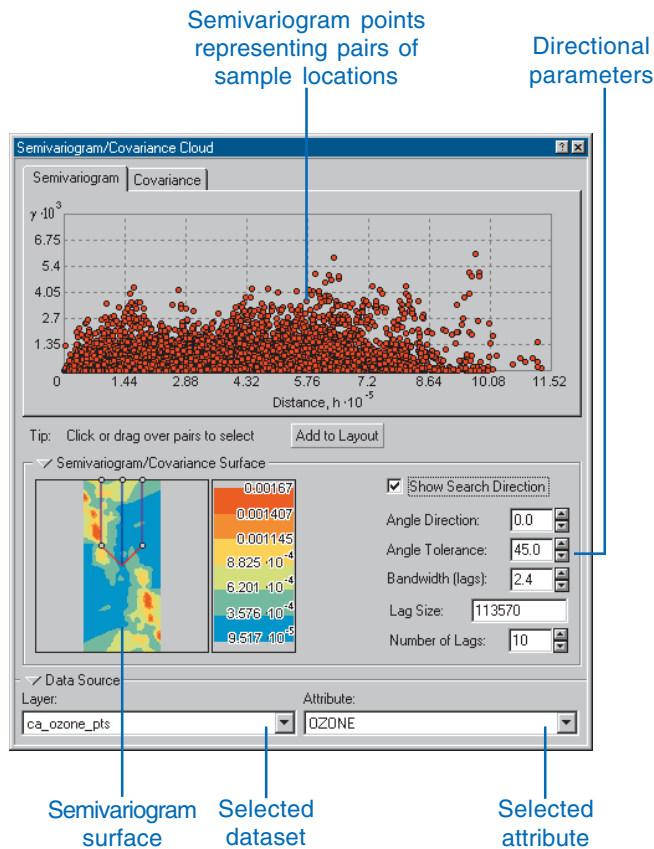 Semivariogram points
representing pairs of
sample locations
Directional
parameters
Semivariogram/Covariance Cloud
Semivariogram
Covariance
γ ·10 3
6.75
5.4
4.05
2.7
1.35
0 1.44 2.88 4.32 5.76 7.2 8.64 10.08 11.52
Distance, h ·10 -5
Tip: Click or drag over pairs to select
Add to Layout
Semivariogram/Covariance Surface
0.00167
0.001407
0.001145
8.825 ·10 -4
6.201 ·10 -4
3.576 ·10 -4
9.517 ·10 -5
Show Search Direction
Angle Direction: 0.0
Angle Tolerance: 45.0
Bandwidth (lags): 2.4
Lag Size: 113570
Number of Lags: 10
Data Source
Layer: Attribute:
ca_ozone_pts OZONE
Semivariogram
surface
Selected
dataset
Selected
attribute